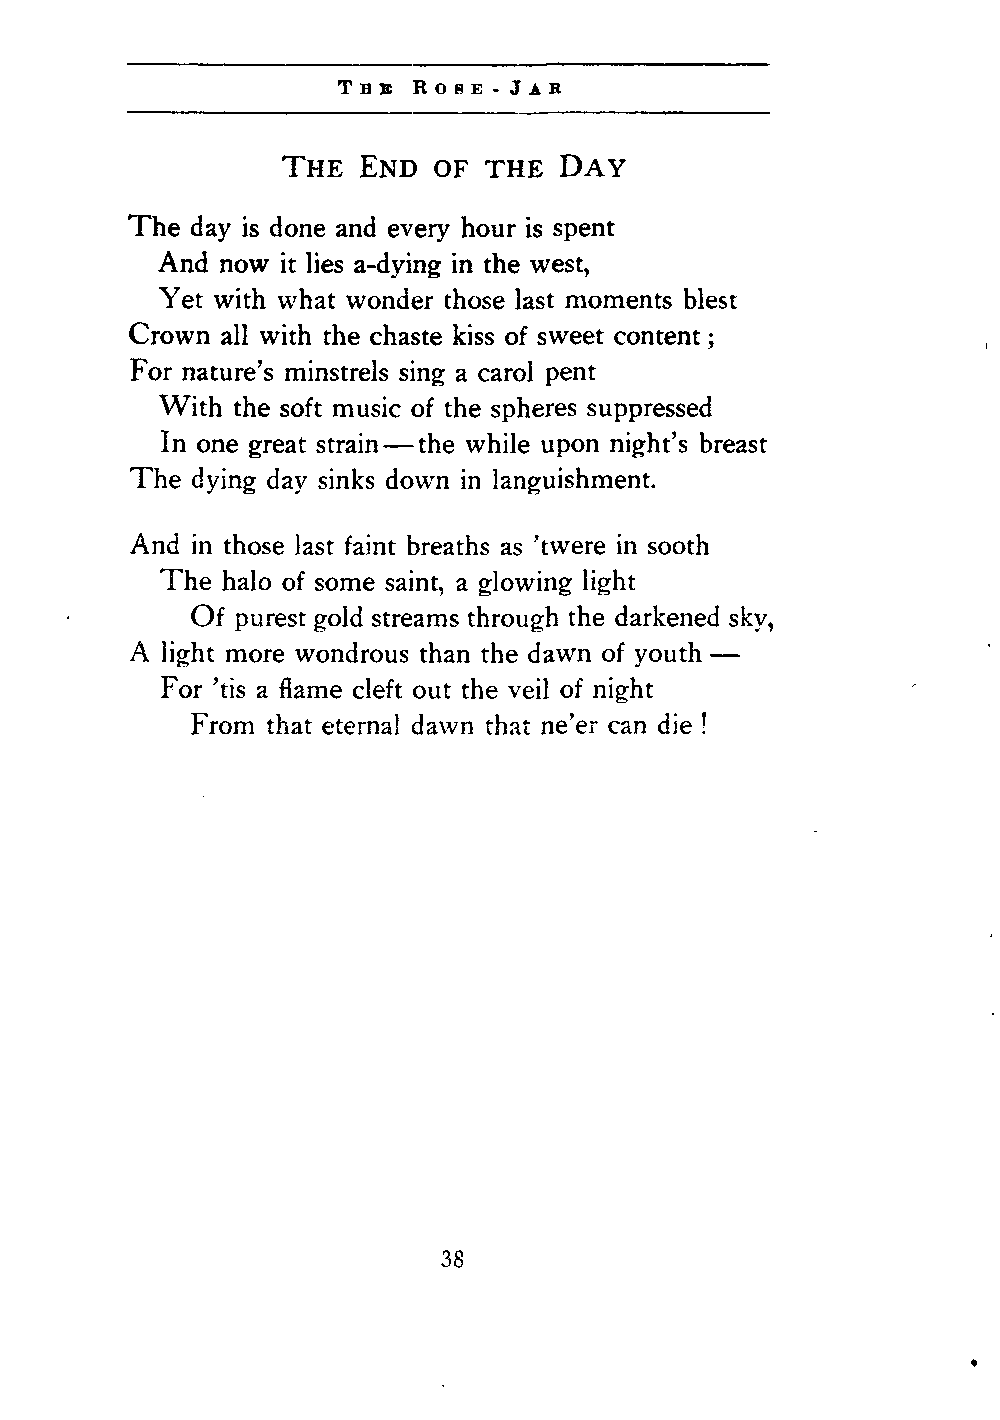 THE ROSE-JAR
THE END OF THE DAY
The day is done and every hour is spent
And now it lies a-dying in the west,
Yet with what wonder those last moments blest
Crown all with the chaste kiss of sweet content;
For nature's minstrels sing a carol pent
With the soft music of the spheres suppressed
In one great strain—the while upon night's breast
The dying day sinks down in languishment.
And in those last faint breaths as 'twere in sooth
The halo of some saint, a glowing light
Of purest gold streams through the darkened sky,
A light more wondrous than the dawn of youth—
For 'tis a flame cleft out the veil of night
From that eternal dawn that ne'er can die!
38